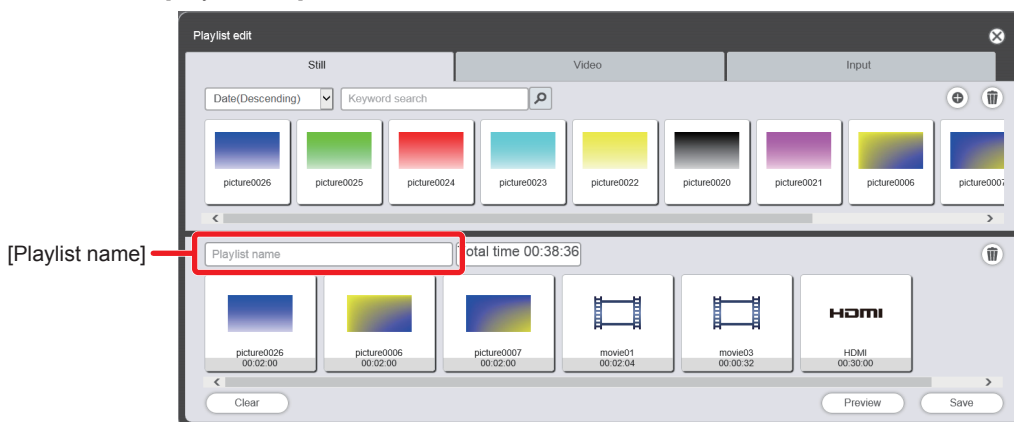 Playlist edit
Still
Video
Input
Date(Descending)
Keyword search
picture0026
picture0025
picture0024
picture0023
picture0022
picture0020
picture0021
picture0006
picture0007
[Playlist name]
Playlist name
Total time 00:38:36
picture0026
00:02:00
picture0006
00:02:00
picture0007
00:02:00
movie01
00:02:04
movie03
00:00:32
HDMI
HDMI
00:30:00
Clear
Preview
Save